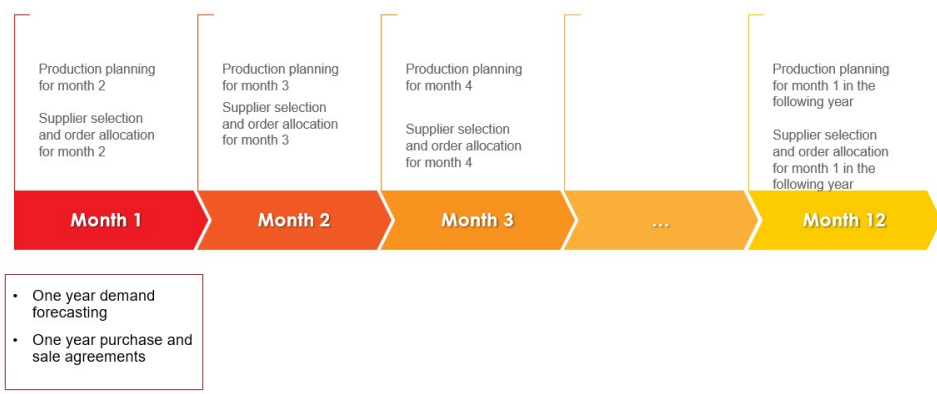 Production planning
for month 2
Supplier selection
and order allocation
for month 2
Production planning
for month 3
Supplier selection
and order allocation
for month 3
Production planning
for month 4
Supplier selection
and order allocation
for month 4
Production planning
for month 1 in the
following year
Supplier selection
and order allocation
for month 1 in the
following year
Month 1
Month 2
Month 3
...
Month 12
• One year demand
forecasting
• One year purchase and
sale agreements